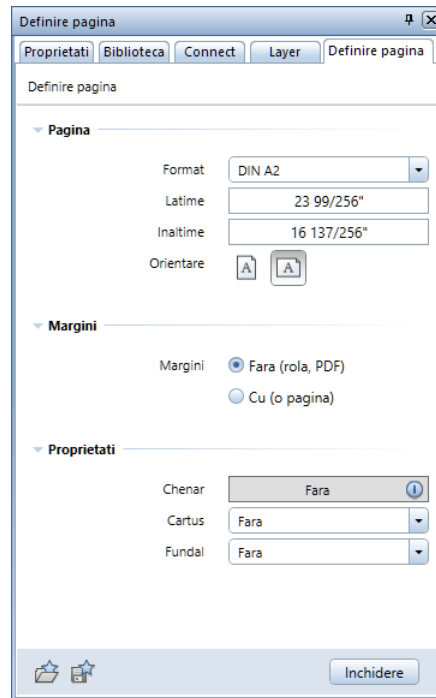 Definire pagina
Proprietati Biblioteca Connect Layer Definire pagina
Definire pagina
Pagina
Format DIN A2
Latime 23 99/256"
Inaltime 16 137/256"
Orientare A A
Margini
Margini Fara (rola, PDF)
Cu (o pagina)
Proprietati
Chenar Fara
Cartus Fara
Fundal Fara
Inchidere